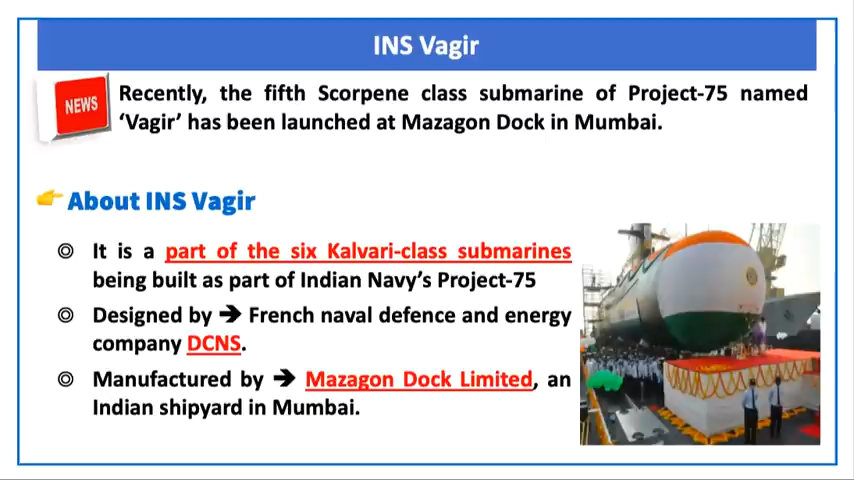 INS Vagir
NEWS
Recently, the fifth Scorpene class submarine of Project-75 named
‘Vagir’ has been launched at Mazagon Dock in Mumbai.
👉 About INS Vagir
◎ It is a part of the six Kalvari-class submarines
being built as part of Indian Navy’s Project-75
◎ Designed by 🡺 French naval defence and energy
company DCNS.
◎ Manufactured by 🡺 Mazagon Dock Limited, an
Indian shipyard in Mumbai.